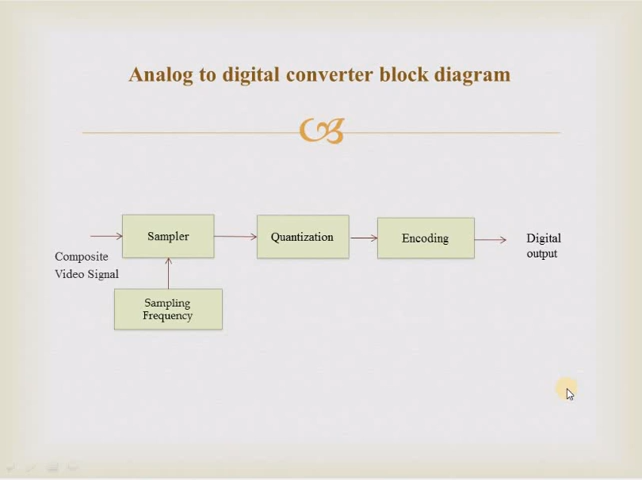 Analog to digital converter block diagram
Sampler
Quantization
Encoding
Digital
output
Composite
Video Signal
Sampling
Frequency